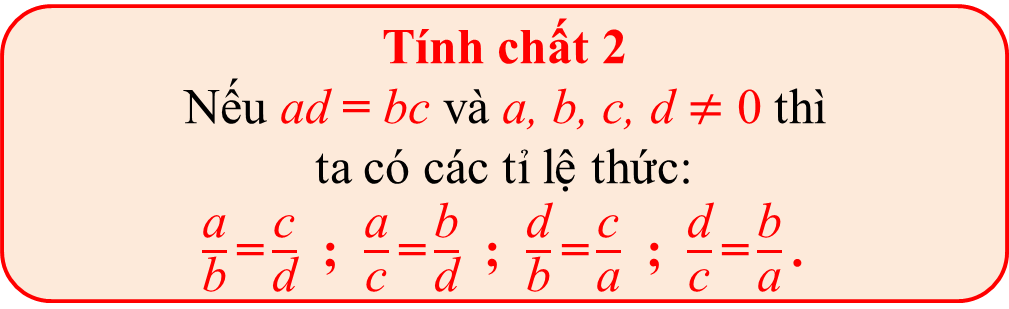 Tính chất 2
Nếu ad = bc và a, b, c, d ≠ 0 thì
ta có các tỉ lệ thức:
a/b = c/d ; a/c = b/d ; d/b = c/a ; d/c = b/a .